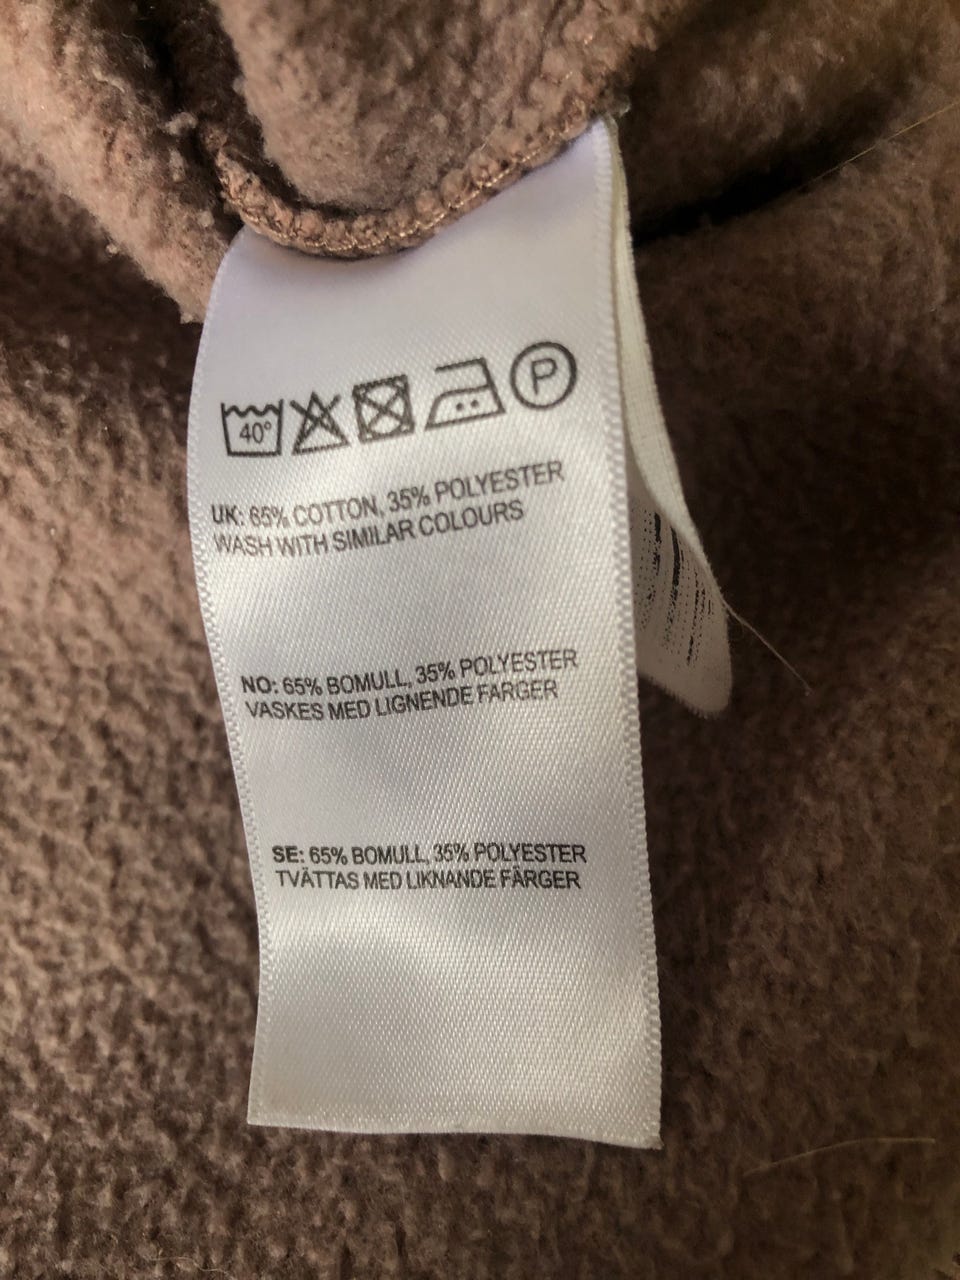 40°
P
UK: 65% COTTON, 35% POLYESTER
WASH WITH SIMILAR COLOURS
NO: 65% BOMULL, 35% POLYESTER
VASKES MED LIGNENDE FARGER
SE: 65% BOMULL, 35% POLYESTER
TVÄTTAS MED LIKNANDE FÄRGER